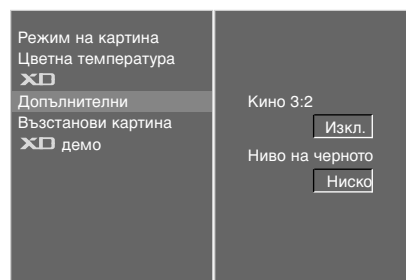 Режим на картина
Цветна температура
XD
Допълнителни
Възстанови картина
XD демо
Кино 3:2
Изкл.
Ниво на черното
Ниско